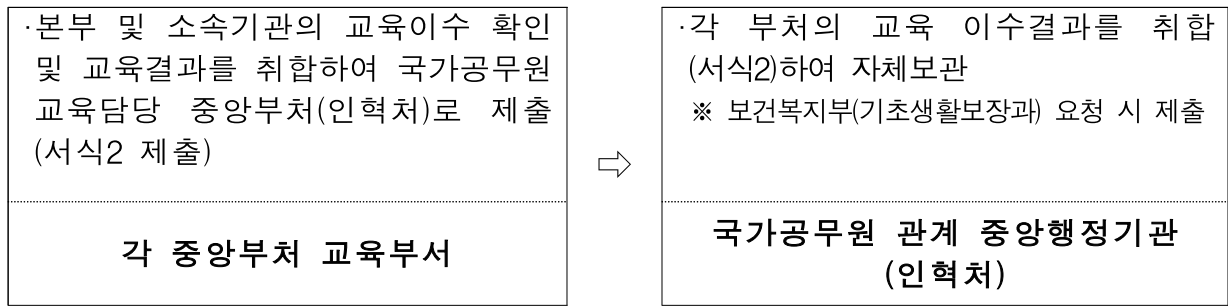 ·본부 및 소속기관의 교육이수 확인
및 교육결과를 취합하여 국가공무원
교육담당 중앙부처(인혁처)로 제출
(서식2 제출)
각 중앙부처 교육부서
⇨
·각 부처의 교육 이수결과를 취합
(서식2)하여 자체보관
※ 보건복지부(기초생활보장과) 요청 시 제출
국가공무원 관계 중앙행정기관
(인혁처)